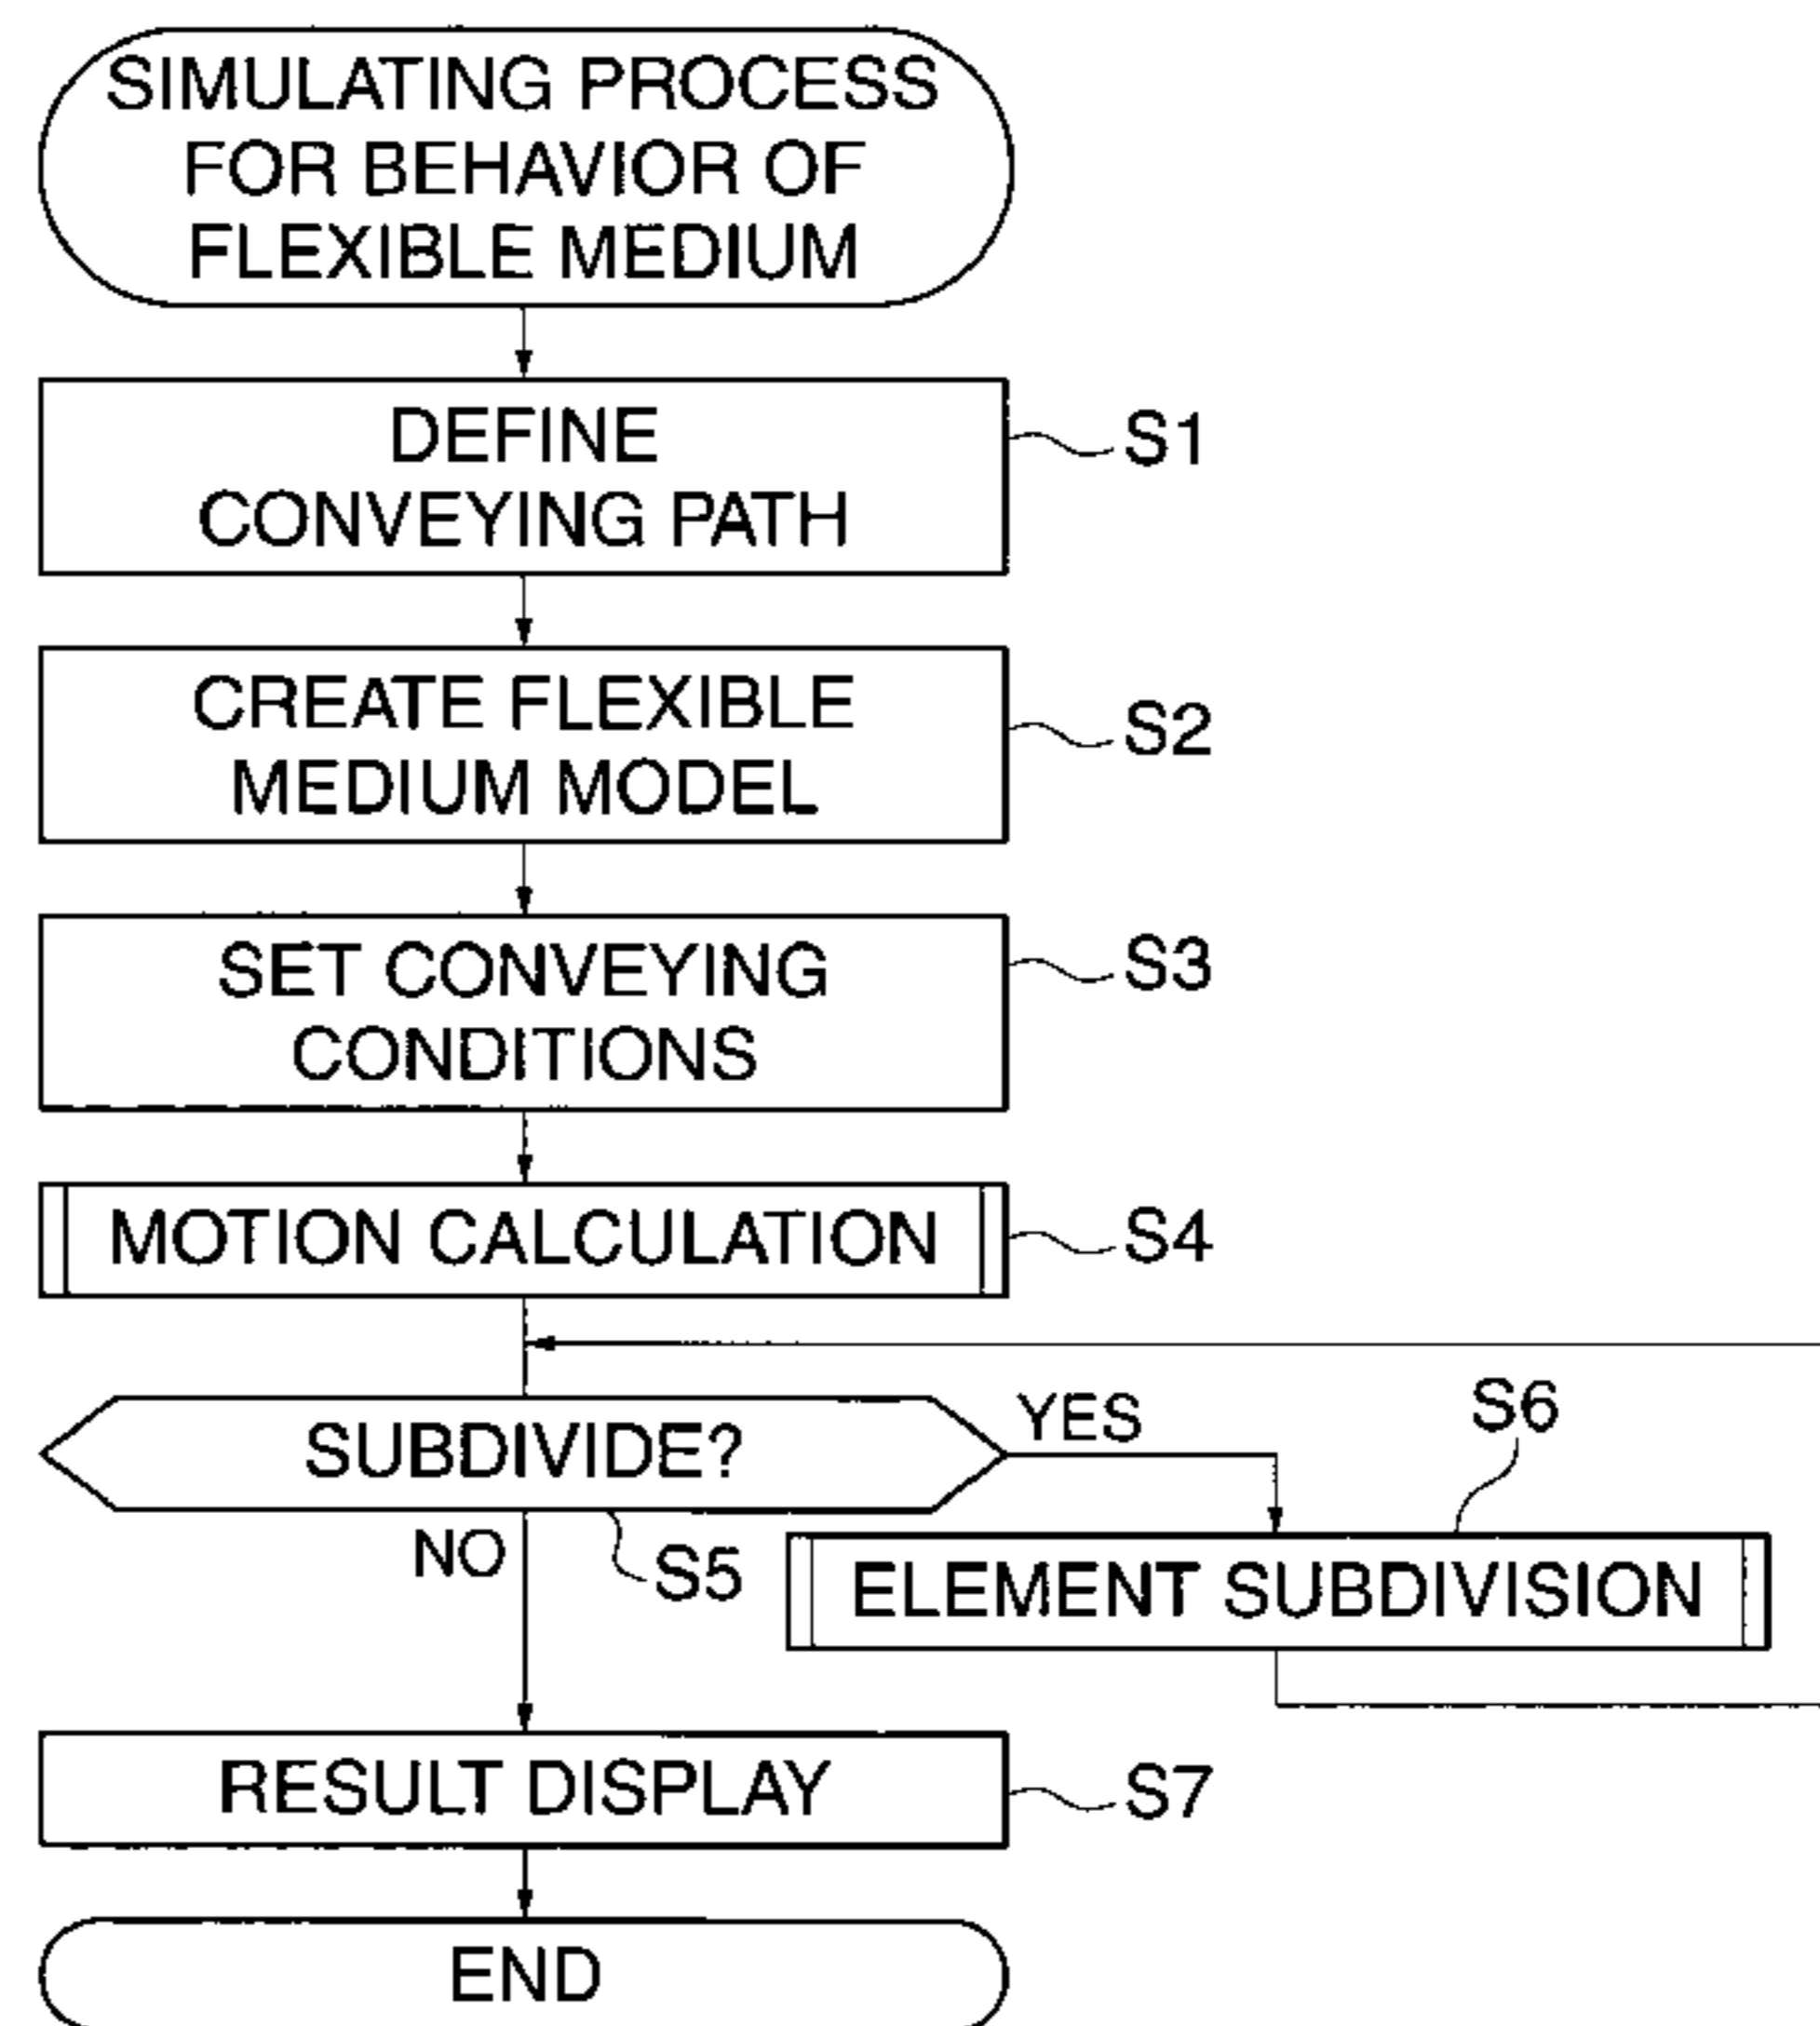 SIMULATING PROCESS
FOR BEHAVIOR OF
FLEXIBLE MEDIUM
DEFINE
CONVEYING PATH
S1
CREATE FLEXIBLE
MEDIUM MODEL
S2
SET CONVEYING
CONDITIONS
S3
MOTION CALCULATION
S4
SUBDIVIDE?
YES
S6
NO
S5
ELEMENT SUBDIVISION
RESULT DISPLAY
S7
END